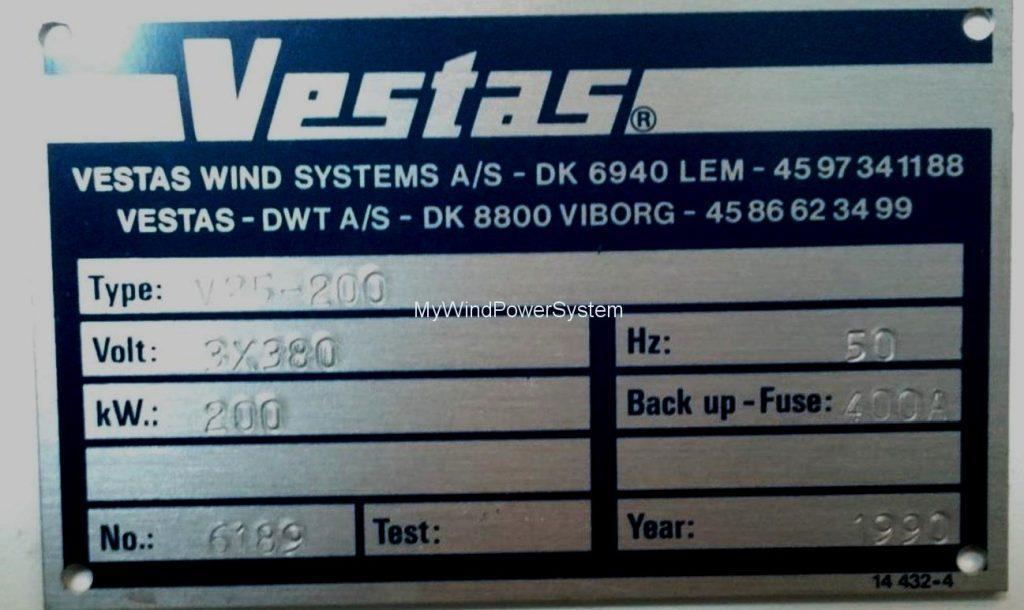 Vestas®
VESTAS WIND SYSTEMS A/S - DK 6940 LEM - 45 97 34 11 88
VESTAS - DWT A/S - DK 8800 VIBORG - 45 86 62 34 99
Type: V25-200
MyWindPowerSystem
Volt: 3X380 Hz: 50
kW.: 200 Back up - Fuse: 400A
No.: 6189 Test: Year: 1990
14 432-4